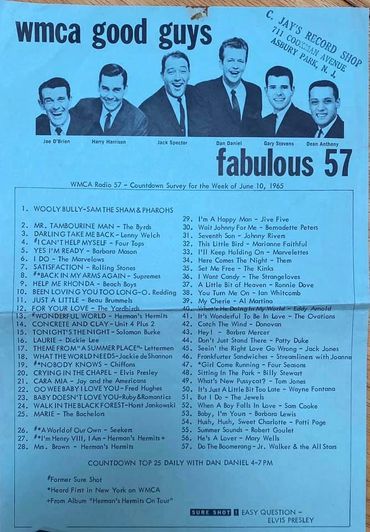 wmca good guys
C. JAY'S RECORD SHOP
711 COOKMAN AVENUE
ASBURY PARK, N. J.
Joe O'Brien
Harry Harrison
Jack Spector
Dan Daniel
Gary Stevens
Dean Anthony
fabulous 57
WMCA Radio 57 - Countdown Survey for the Week of June 10, 1965
1. WOOLY BULLY-SAM THE SHAM & PHAROHS
2. MR. TAMBOURINE MAN - The Byrds
3. DARLING TAKE ME BACK - Lenny Welch
4. #I CAN'T HELP MYSELF - Four Tops
5. YES I'M READY - Barbara Mason
6. I DO - The Marvelows
7. SATISFACTION - Rolling Stones
8. *#BACK IN MY ARMS AGAIN - Supremes
9. HELP ME RHONDA - Beach Boys
10. BEEN LOVING YOU TOO LONG-O. Redding
11. JUST A LITTLE - Beau Brummels
12. FOR YOUR LOVE - The Yardbirds
13. *WONDERFUL WORLD - Herman's Hermits
14. CONCRETE AND CLAY - Unit 4 Plus 2
15. TONIGHT'S THE NIGHT - Solomon Burke
16. LAURIE - Dickie Lee
17. THEME FROM "A SUMMER PLACE"-Lettermen
18. WHAT THE WORLD NEEDS-Jackie de Shannon
19. *#NOBODY KNOWS - Chiffons
20. CRYING IN THE CHAPEL - Elvis Presley
21. CARA MIA - Jay and the Americans
22. OO WEE BABY I LOVE YOU-Fred Hughes
23. BABY DOESN'T LOVE YOU-Ruby & Romantics
24. WALK IN THE BLACK FOREST-Horst Jankowski
25. MARIE - The Bachelors
26. *A World of Our Own - Seekers
27. #*I'm Henry VIII, I Am - Herman's Hermits+
28. Mrs. Brown - Herman's Hermits
29. I'm A Happy Man - Jive Five
30. Wait Johnny For Me - Bernadette Peters
31. Seventh Son - Johnny Rivers
32. This Little Bird - Marianne Faithful
33. I'll Keep Holding On - Marvelettes
34. Here Comes The Night - Them
35. Set Me Free - The Kinks
36. I Want Candy - The Strangeloves
37. A Little Bit of Heaven - Ronnie Dove
38. You Turn Me On - Ian Whitcomb
39. My Cherie - Al Martino
40. What's He Doing In My World - Eddy Arnold
41. It's Wonderful To Be In Love - The Ovations
42. Catch The Wind - Donovan
43. Hey! - Barbra Mercer
44. Don't Just Stand There - Patty Duke
45. Seein' the Right Love Go Wrong - Jack Jones
46. Frankfurter Sandwiches - Streamliners with Joanne
47. *Girl Come Running - Four Seasons
48. Sitting In The Park - Billy Stewart
49. What's New Pussycat? - Tom Jones
50. It's Just A Little Bit Too Late - Wayne Fontana
51. But I Do - The Jewels
52. When A Boy Falls In Love - Sam Cooke
53. Baby, I'm Yours - Barbara Lewis
54. Hush, Hush, Sweet Charlotte - Patti Page
55. Summer Sounds - Robert Goulet
56. He's A Lover - Mary Wells
57. Do The Boomerang - Jr. Walker & the All Stars
COUNTDOWN TOP 25 DAILY WITH DAN DANIEL 4-7 PM
#Former Sure Shot
*Heard First in New York on WMCA
+From Album "Herman's Hermits On Tour"
SURE SHOT ! EASY QUESTION -
ELVIS PRESLEY